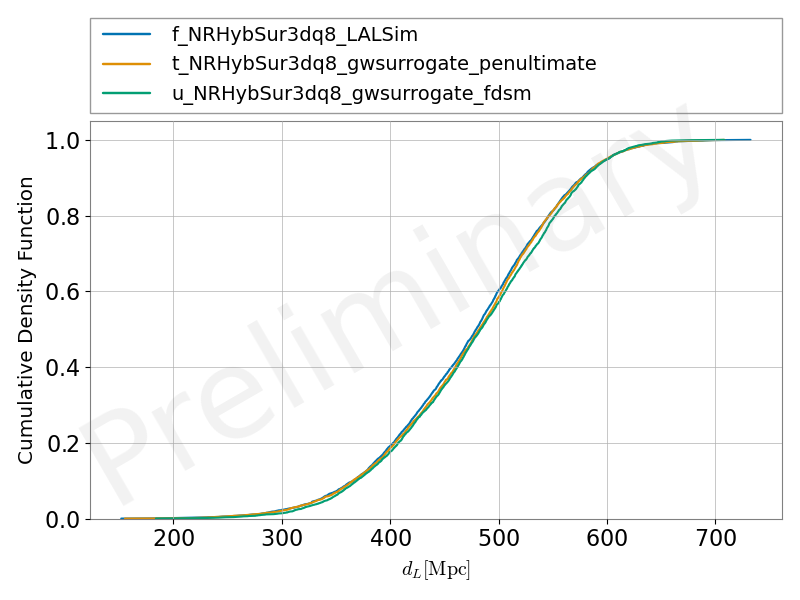 f_NRHybSur3dq8_LALSim
t_NRHybSur3dq8_gwsurrogate_penultimate
u_NRHybSur3dq8_gwsurrogate_fdsm
Preliminary
Cumulative Density Function
1.0
0.8
0.6
0.4
0.2
0.0
200 300 400 500 600 700
d_L[Mpc]